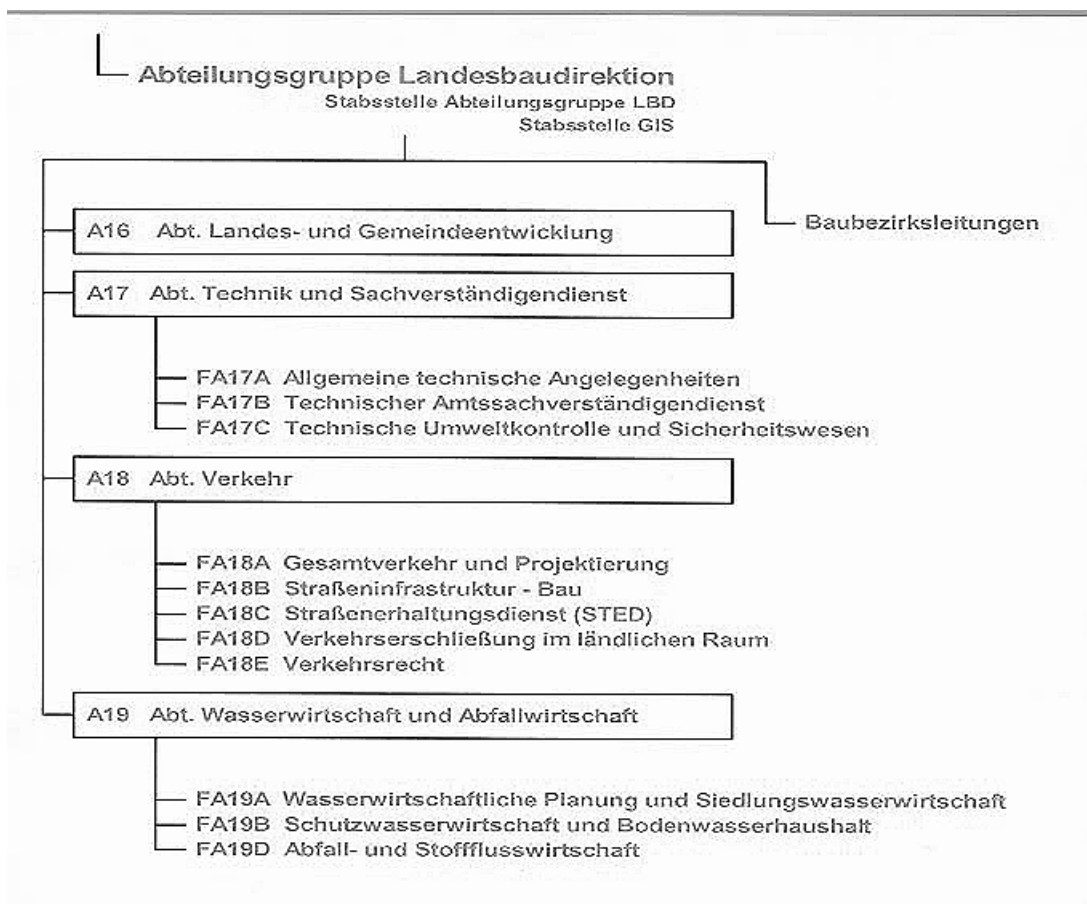 Abteilungsgruppe Landesbaudirektion
Stabsstelle Abteilungsgruppe LBD
Stabsstelle GIS
Baubezirksleitungen
A16 Abt. Landes- und Gemeindeentwicklung
A17 Abt. Technik und Sachverständigendienst
FA17A Allgemeine technische Angelegenheiten
FA17B Technischer Amtssachverständigendienst
FA17C Technische Umweltkontrolle und Sicherheitswesen
A18 Abt. Verkehr
FA18A Gesamtverkehr und Projektierung
FA18B Straßeninfrastruktur - Bau
FA18C Straßenerhaltungsdienst (STED)
FA18D Verkehrserschließung im ländlichen Raum
FA18E Verkehrsrecht
A19 Abt. Wasserwirtschaft und Abfallwirtschaft
FA19A Wasserwirtschaftliche Planung und Siedlungswasserwirtschaft
FA19B Schutzwasserwirtschaft und Bodenwasserhaushalt
FA19D Abfall- und Stoffflusswirtschaft